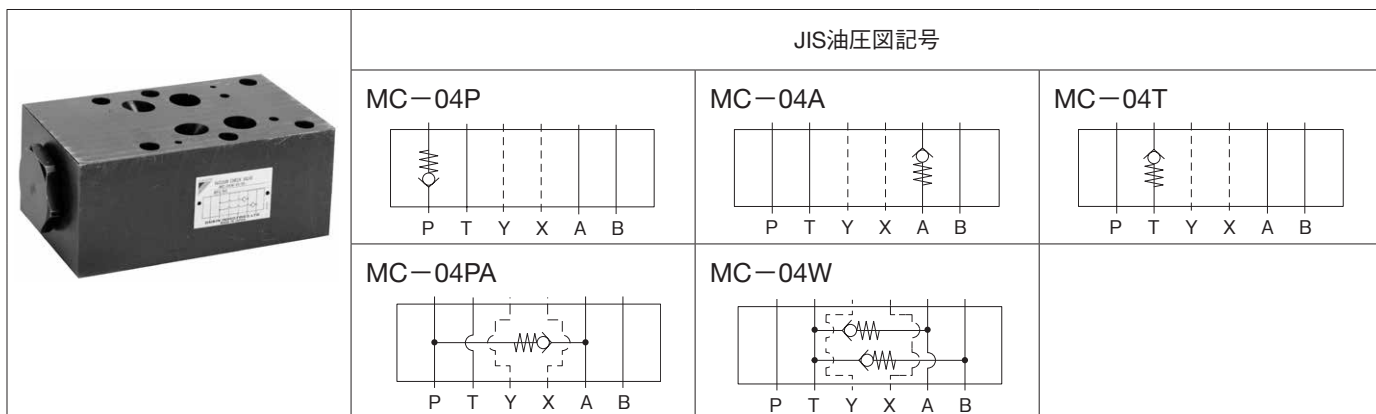 JIS油圧図記号
MC－04P
P T Y X A B
MC－04A
P T Y X A B
MC－04T
P T Y X A B
MC－04PA
P T Y X A B
MC－04W
P T Y X A B